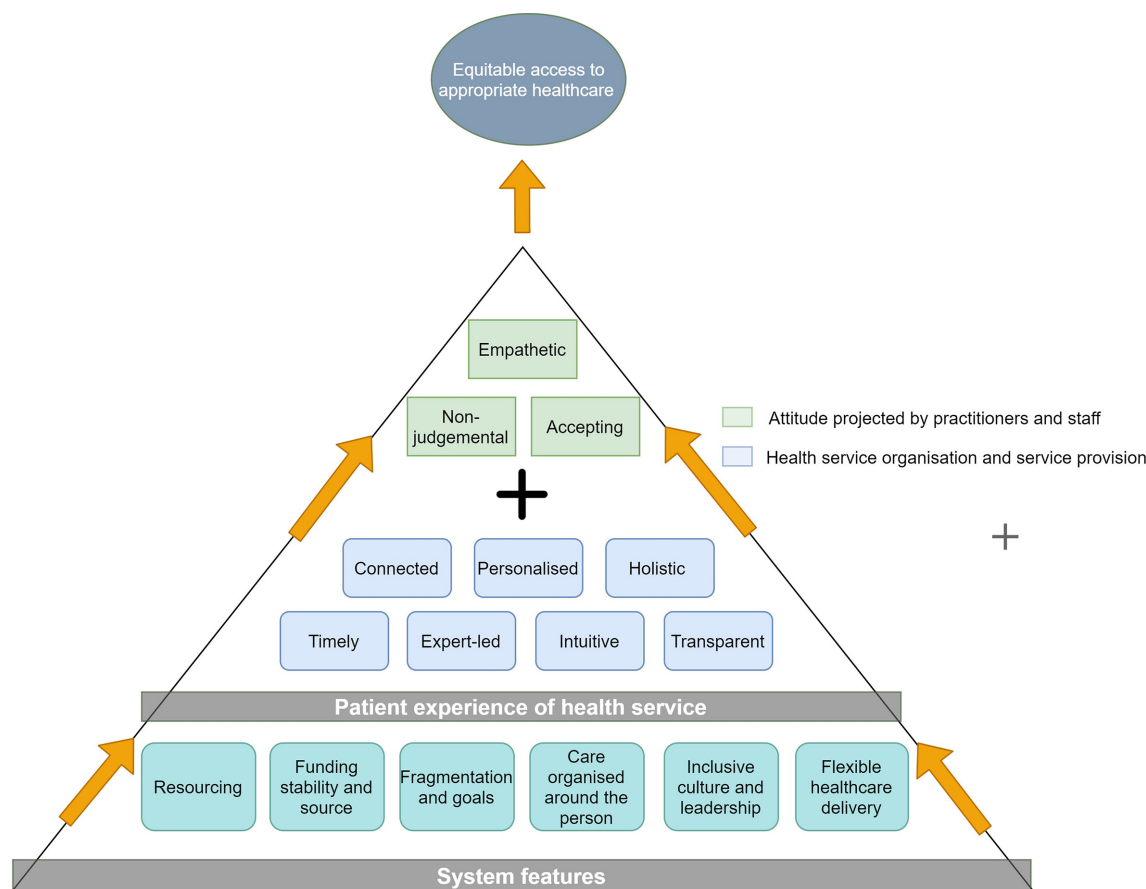 Equitable access to
appropriate healthcare
Empathetic
Non-
judgemental
Accepting
Attitude projected by practitioners and staff
Health service organisation and service provision
Connected
Personalised
Holistic
Timely
Expert-led
Intuitive
Transparent
Patient experience of health service
Resourcing
Funding
stability and
source
Fragmentation
and goals
Care
organised
around the
person
Inclusive
culture and
leadership
Flexible
healthcare
delivery
System features